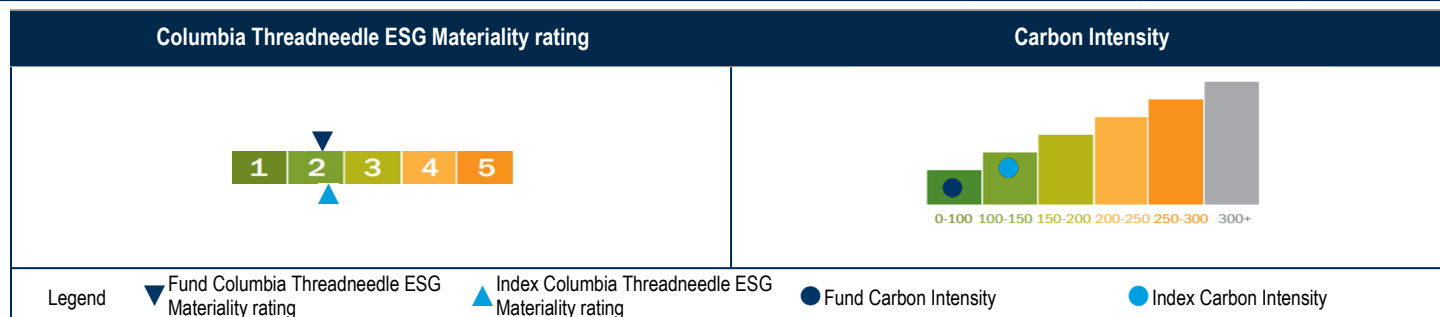 Columbia Threadneedle ESG Materiality rating
Carbon Intensity
1 2 3 4 5
0-100 100-150 150-200 200-250 250-300 300+
Legend
Fund Columbia Threadneedle ESG
Materiality rating
Index Columbia Threadneedle ESG
Materiality rating
Fund Carbon Intensity
Index Carbon Intensity